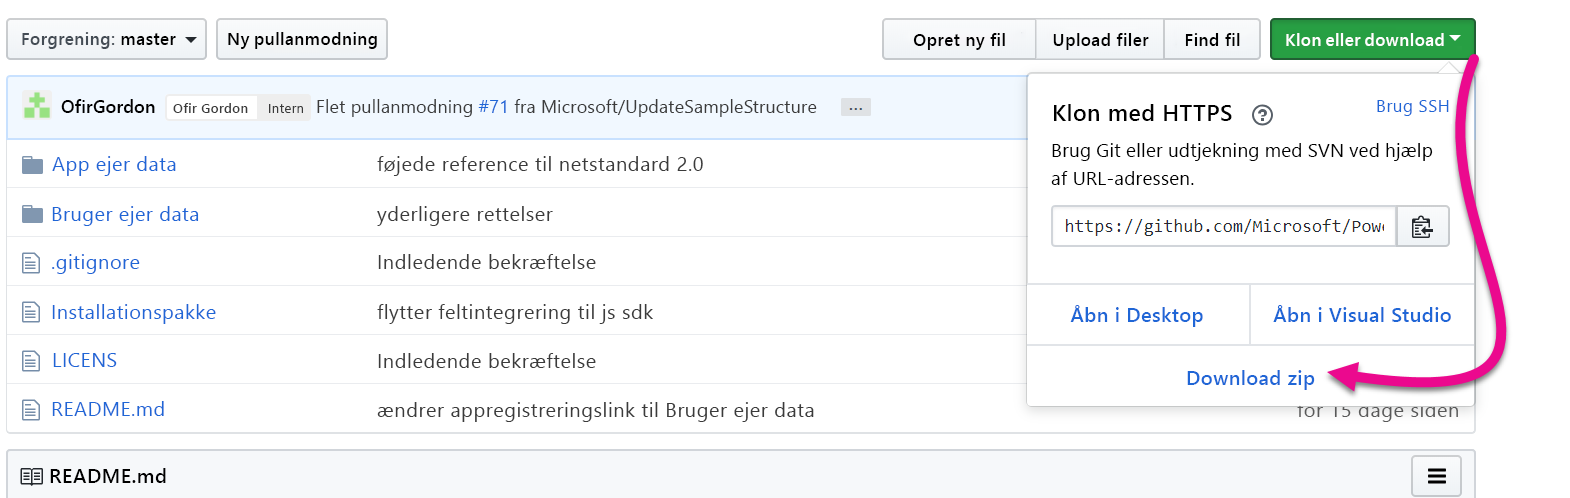 Forgrening: master
Ny pullanmodning
Opret ny fil
Upload filer
Find fil
Klon eller download
OfirGordon
Ofir Gordon
Intern
Flet pullanmodning #71 fra Microsoft/UpdateSampleStructure
...
App ejer data
føjede reference til netstandard 2.0
Bruger ejer data
yderligere rettelser
.gitignore
Indledende bekræftelse
Installationspakke
flytter feltintegrering til js sdk
LICENS
Indledende bekræftelse
README.md
ændrer appregistreringslink til Bruger ejer data
for 15 dage siden
Klon med HTTPS
?
Brug SSH
Brug Git eller udtjekning med SVN ved hjælp
af URL-adressen.
https://github.com/Microsoft/Powe
Åbn i Desktop
Åbn i Visual Studio
Download zip
README.md